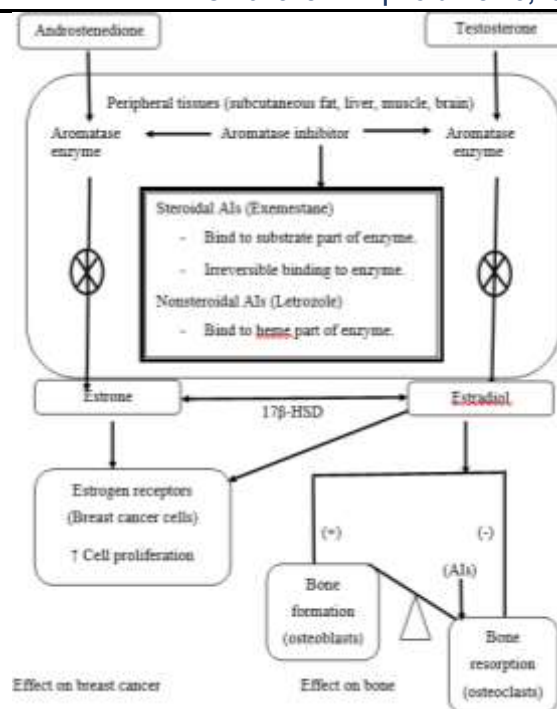 Androstenedione
Testosterone
Peripheral tissues (subcutaneous fat, liver, muscle, brain)
Aromatase
enzyme
Aromatase inhibitor
Aromatase
enzyme
Steroidal AIs (Exemestane)
- Bind to substrate part of enzyme.
- Irreversible binding to enzyme.
Nonsteroidal AIs (Letrozole)
- Bind to heme part of enzyme.
Estrone
17β-HSD
Estradiol
Estrogen receptors
(Breast cancer cells)
↑ Cell proliferation
(+)
(-)
(AIs)
Bone
formation
(osteoblasts)
Bone
resorption
(osteoclasts)
Effect on breast cancer
Effect on bone